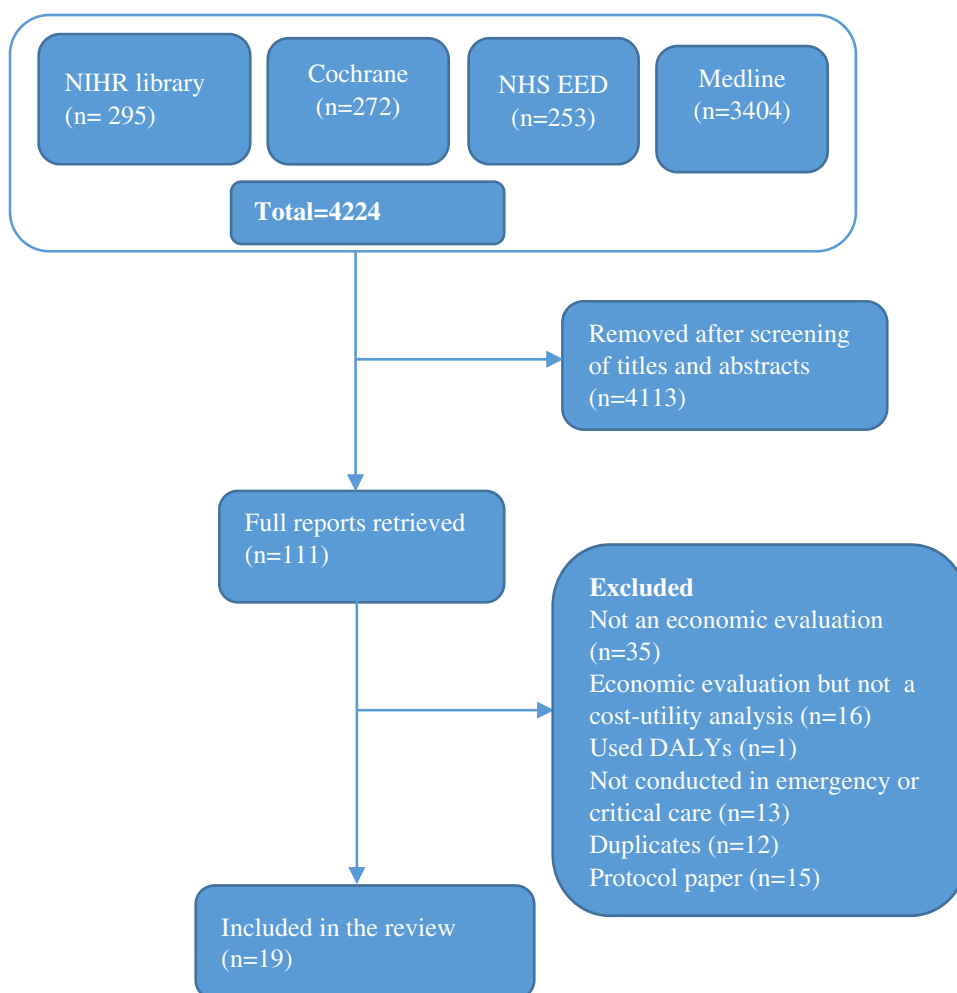 NIHR library
(n= 295)
Cochrane
(n=272)
NHS EED
(n=253)
Medline
(n=3404)
Total=4224
Removed after screening
of titles and abstracts
(n=4113)
Full reports retrieved
(n=111)
Excluded
Not an economic evaluation
(n=35)
Economic evaluation but not a
cost-utility analysis (n=16)
Used DALYs (n=1)
Not conducted in emergency or
critical care (n=13)
Duplicates (n=12)
Protocol paper (n=15)
Included in the review
(n=19)